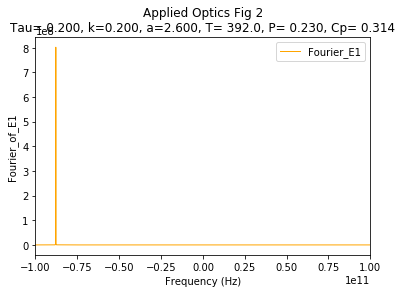 Applied Optics Fig 2
Tau= 0.200, k=0.200, a=2.600, T= 392.0, P= 0.230, Cp= 0.314
Fourier_E1
8
7
6
5
4
3
2
1
0
Fourier_of_E1
−1.00 −0.75 −0.50 −0.25 0.00 0.25 0.50 0.75 1.00
Frequency (Hz)
1e11